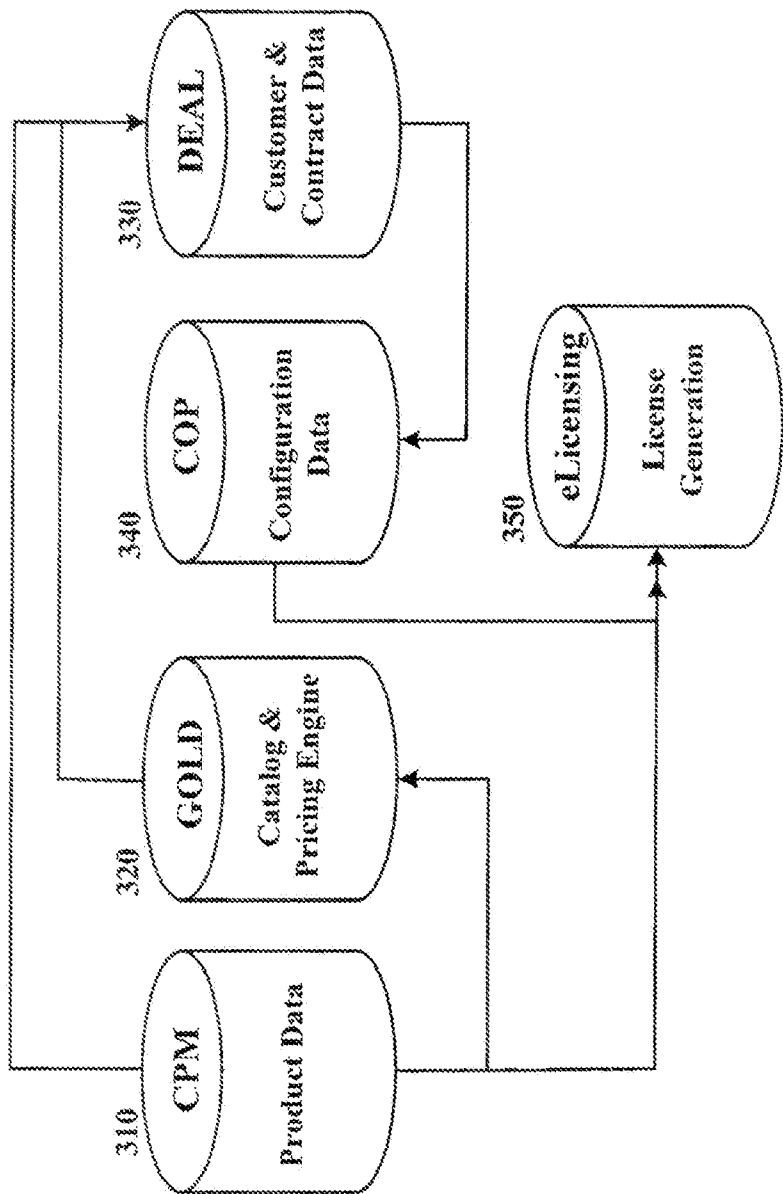 310
CPM
Product Data
320
GOLD
Catalog &
Pricing Engine
340
COP
Configuration
Data
330
DEAL
Customer &
Contract Data
350
eLicensing
License
Generation